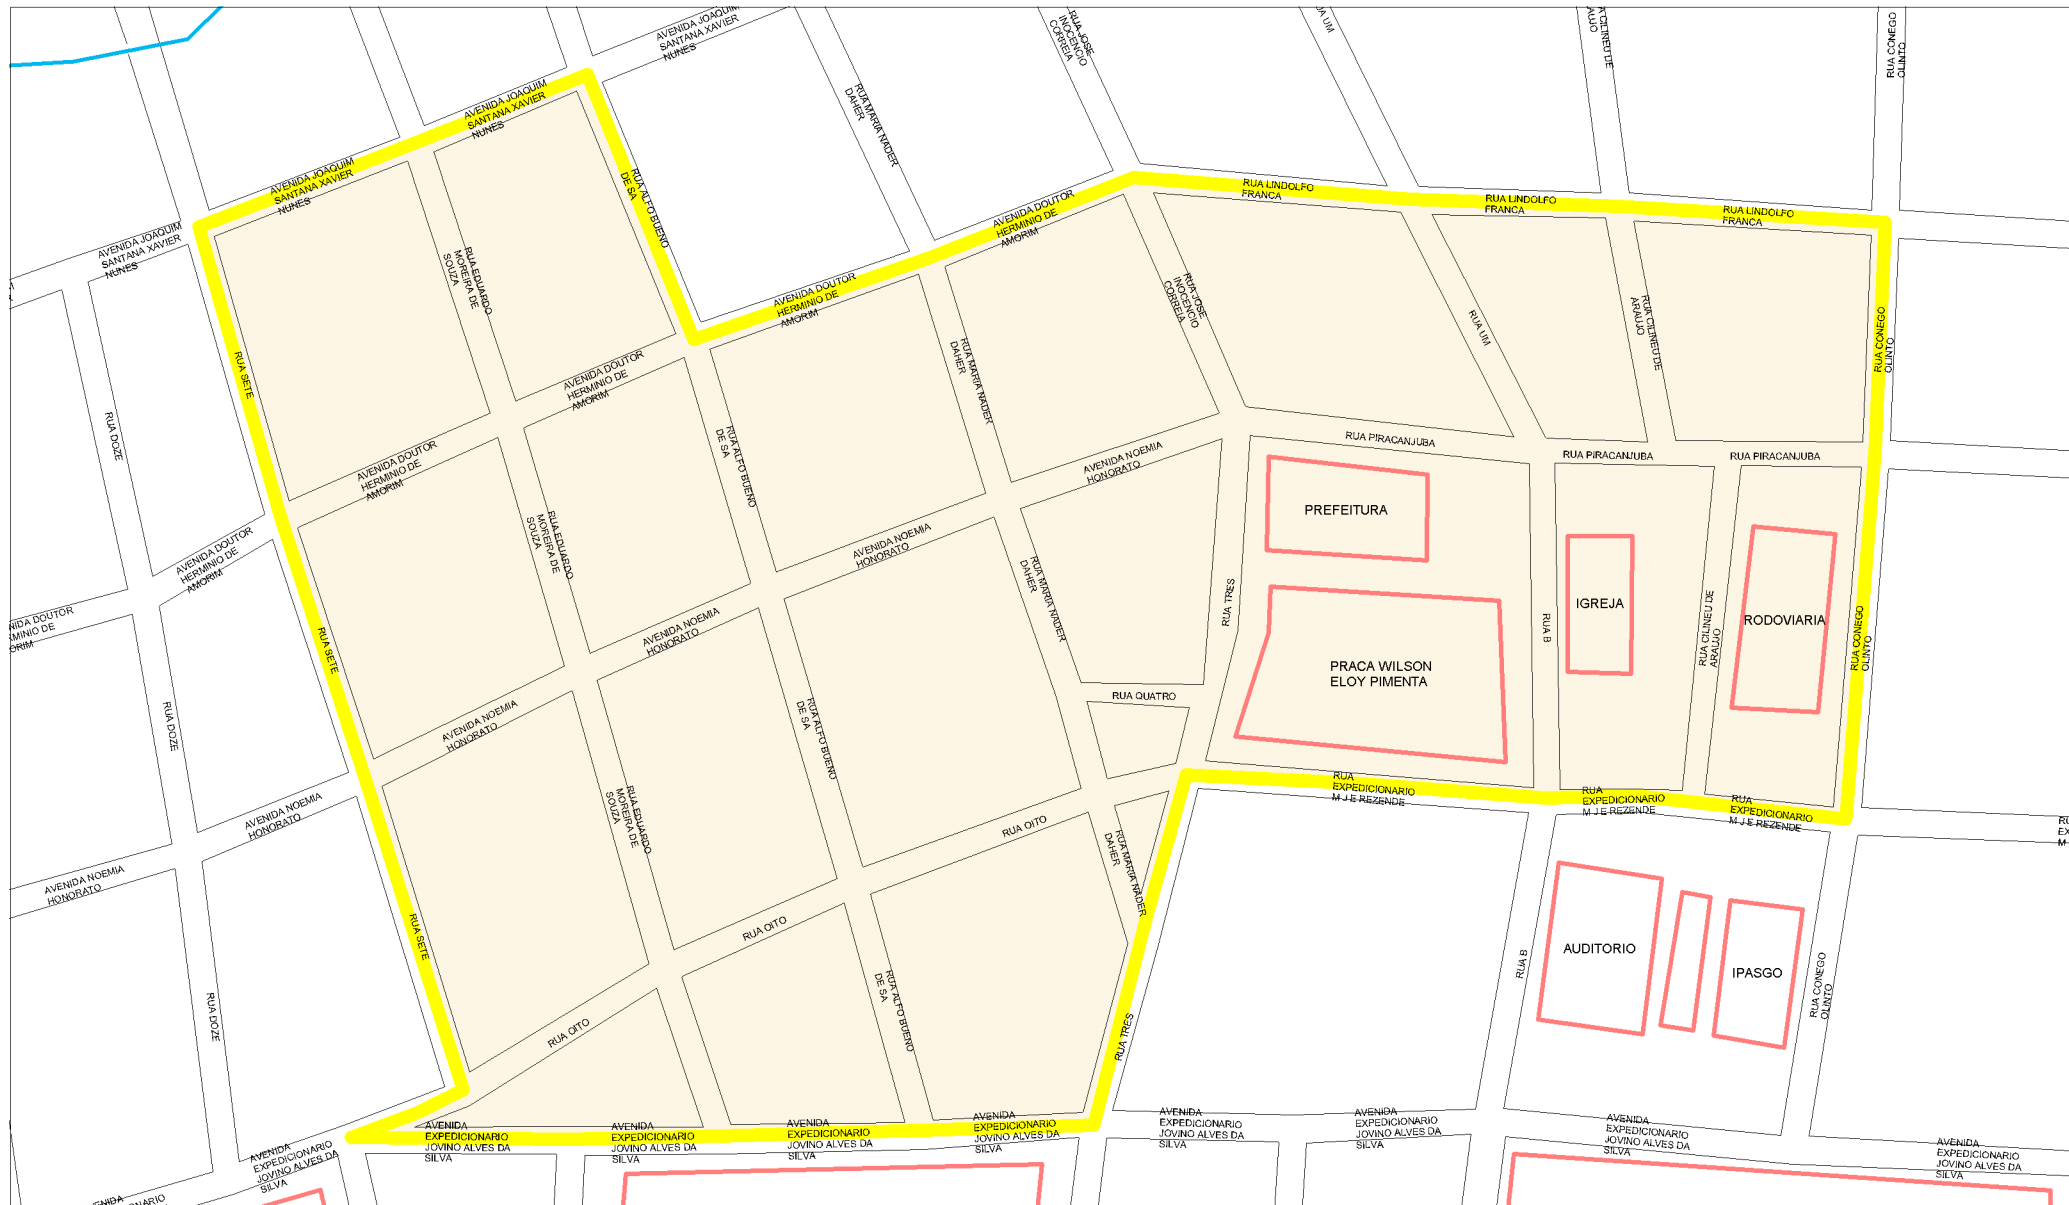 AVENIDA JOAQUIM
SANTANA XAVIER
NUNES
RUA JOSE
INOCENCIO
CORREIA
UA UM
A CILINEU DE
AUJO
RUA CONEGO
OLINTO
AVENIDA JOAQUIM
SANTANA XAVIER
NUNES
RUA MARIA NADER
DAHER
AVENIDA JOAQUIM
SANTANA XAVIER
NUNES
RUA ALFO BUENO
DE SA
RUA LINDOLFO
FRANCA
RUA LINDOLFO
FRANCA
RUA LINDOLFO
FRANCA
AVENIDA DOUTOR
HERMINIO DE
AMORIM
AVENIDA JOAQUIM
SANTANA XAVIER
NUNES
RUA EDUARDO
MOREIRA DE
SOUZA
AVENIDA DOUTOR
HERMINIO DE
AMORIM
RUA JOSE
INOCENCIO
CORREIA
RUA UM
RUA CILINEU DE
ARAUJO
RUA CONEGO
OLINTO
RUA SETE
AVENIDA DOUTOR
HERMINIO DE
AMORIM
RUA MARIA NADER
DAHER
RUA DOZE
AVENIDA DOUTOR
HERMINIO DE
AMORIM
RUA ALFO BUENO
DE SA
AVENIDA NOEMIA
HONORATO
RUA PIRACANJUBA
RUA PIRACANJUBA
RUA PIRACANJUBA
PREFEITURA
AVENIDA DOUTOR
HERMINIO DE
AMORIM
RUA EDUARDO
MOREIRA DE
SOUZA
AVENIDA NOEMIA
HONORATO
RUA MARIA NADER
DAHER
RUA TRES
IGREJA
RODOVIARIA
NIDA DOUTOR
RMINIO DE
ORIM
RUA SETE
AVENIDA NOEMIA
HONORATO
RUA B
RUA CILINEU DE
ARAUJO
RUA CONEGO
OLINTO
PRACA WILSON
ELOY PIMENTA
RUA QUATRO
RUA DOZE
AVENIDA NOEMIA
HONORATO
RUA ALFO BUENO
DE SA
RUA
EXPEDICIONARIO
M J E REZENDE
RUA
EXPEDICIONARIO
M J E REZENDE
RUA
EXPEDICIONARIO
M J E REZENDE
RU
EX
M
AVENIDA NOEMIA
HONORATO
RUA EDUARDO
MOREIRA DE
SOUZA
RUA OITO
RUA MARIA NADER
DAHER
AVENIDA NOEMIA
HONORATO
RUA SETE
RUA OITO
AUDITORIO
RUA B
IPASGO
RUA CONEGO
OLINTO
RUA DOZE
RUA OITO
RUA ALFO BUENO
DE SA
RUA TRES
AVENIDA
EXPEDICIONARIO
JOVINO ALVES DA
SILVA
AVENIDA
EXPEDICIONARIO
JOVINO ALVES DA
SILVA
AVENIDA
EXPEDICIONARIO
JOVINO ALVES DA
SILVA
AVENIDA
EXPEDICIONARIO
JOVINO ALVES DA
SILVA
AVENIDA
EXPEDICIONARIO
JOVINO ALVES DA
SILVA
AVENIDA
EXPEDICIONARIO
JOVINO ALVES DA
SILVA
AVENIDA
EXPEDICIONARIO
JOVINO ALVES DA
SILVA
AVENIDA
EXPEDICIONARIO
JOVINO ALVES DA
SILVA
AVENIDA
EXPEDICIONARIO
JOVINO ALVES DA
SILVA